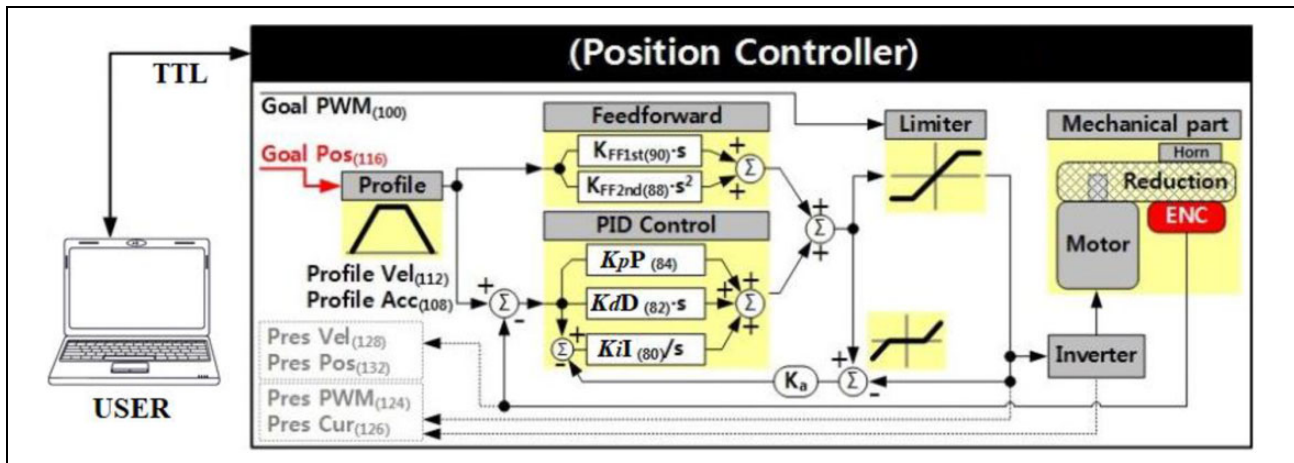 (Position Controller)
TTL
Goal PWM(100)
Feedforward
Limiter
Mechanical part
Horn
Goal Pos(116)
KFF1st(90)·s
Profile
KFF2nd(88)·s²
Reduction
ENC
PID Control
Motor
KpP (84)
Profile Vel(112)
Profile Acc(108)
KdD (82)·s
KiI (80)/s
Pres Vel(128)
Pres Pos(132)
Inverter
Ka
Pres PWM(124)
Pres Cur(126)
USER
+
+
Σ
+
+
Σ
+
-
Σ
+
+
+
Σ
+
-
Σ
+
-
Σ